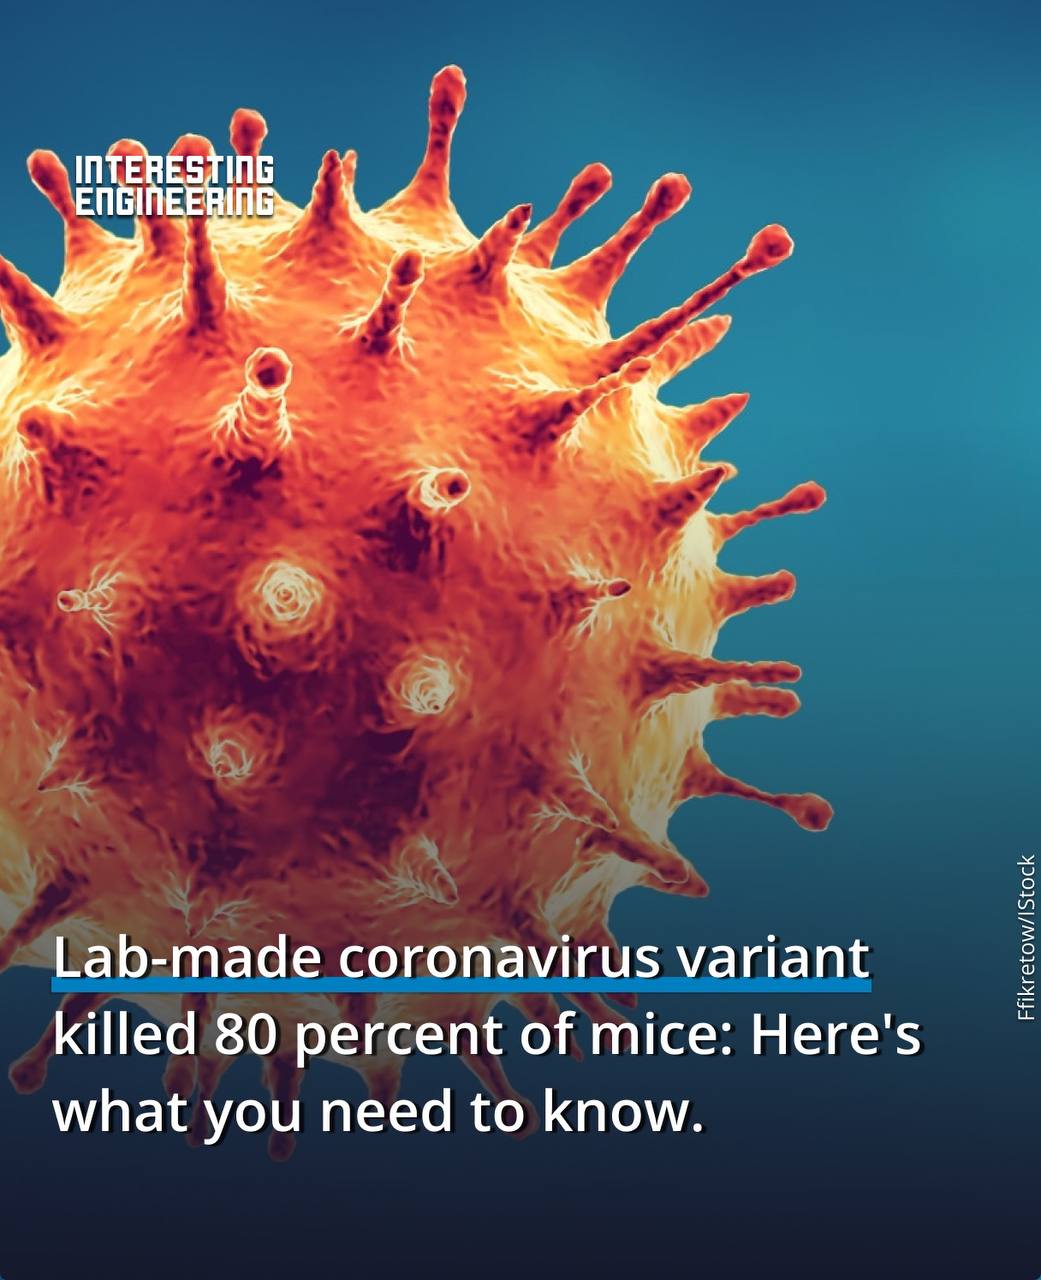 INTERESTING
ENGINEERING
Ffikretow/IStock
Lab-made coronavirus variant
killed 80 percent of mice: Here's
what you need to know.